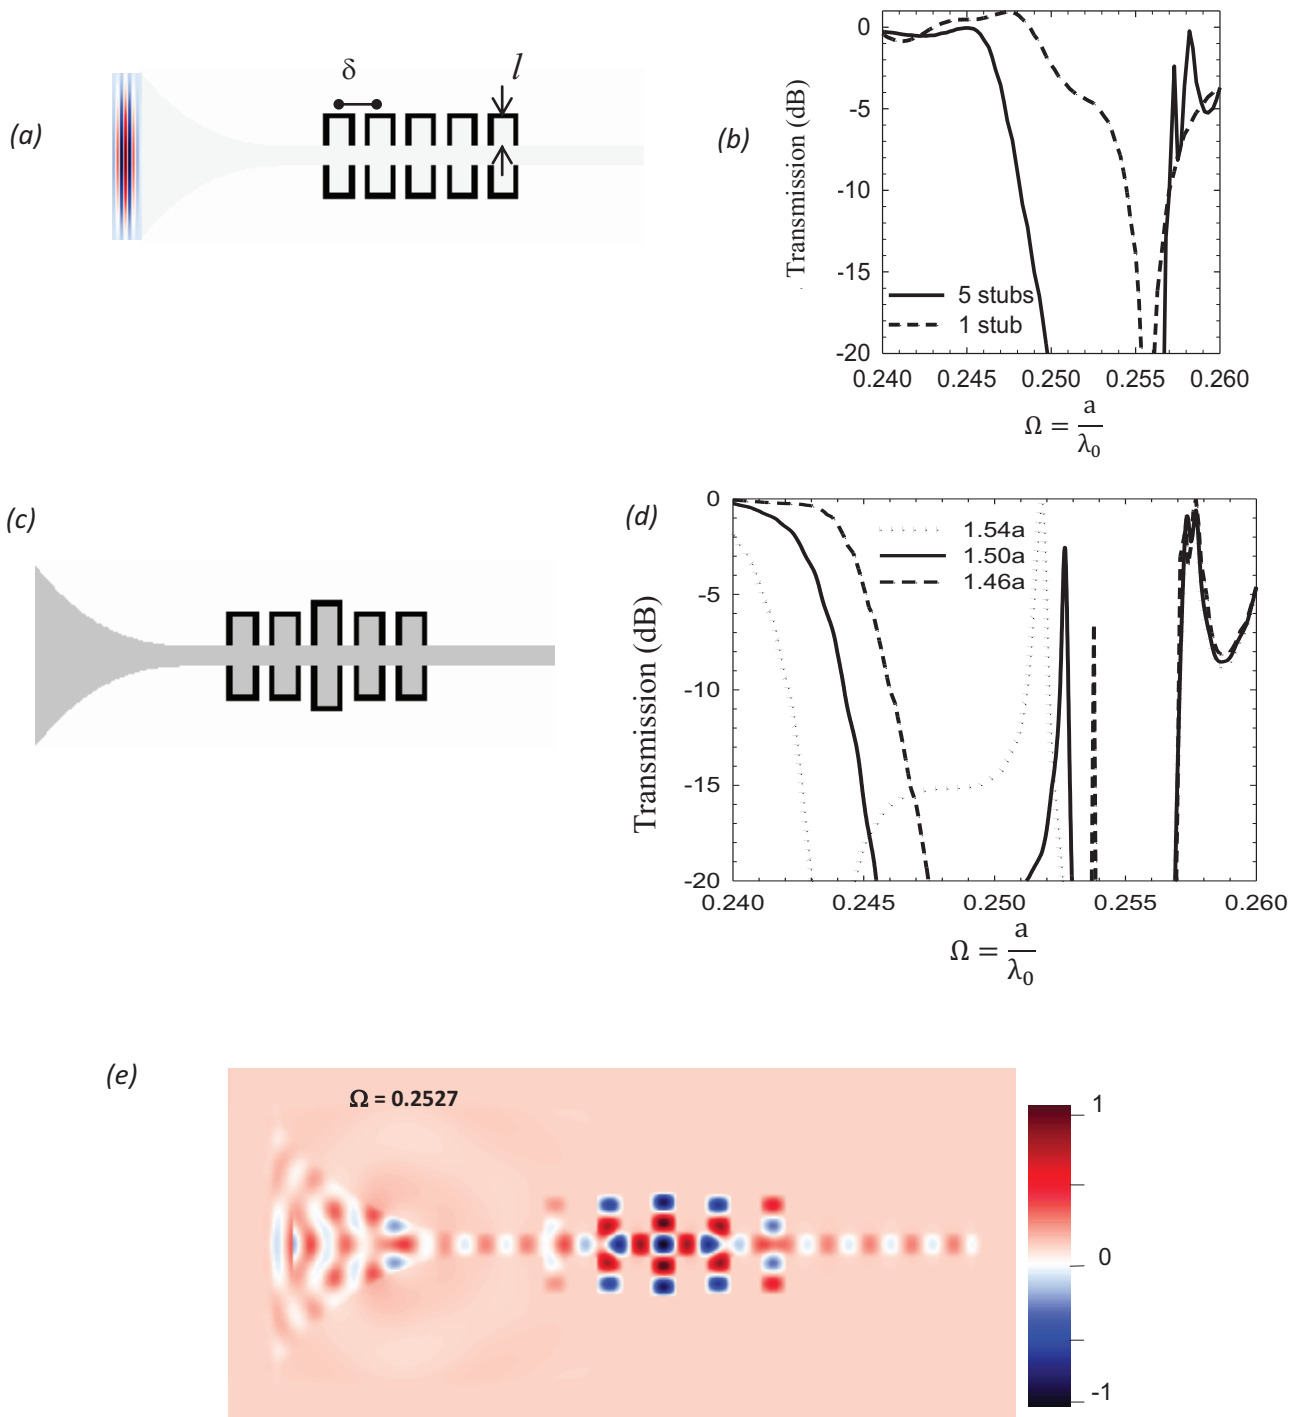 (a)
δ
l
(b)
Transmission (dB)
0
-5
-10
-15
-20
5 stubs
1 stub
0.240 0.245 0.250 0.255 0.260
Ω = a/λ₀
(c)
(d)
Transmission (dB)
0
-5
-10
-15
-20
1.54a
1.50a
1.46a
0.240 0.245 0.250 0.255 0.260
Ω = a/λ₀
(e)
Ω = 0.2527
1
0
-1